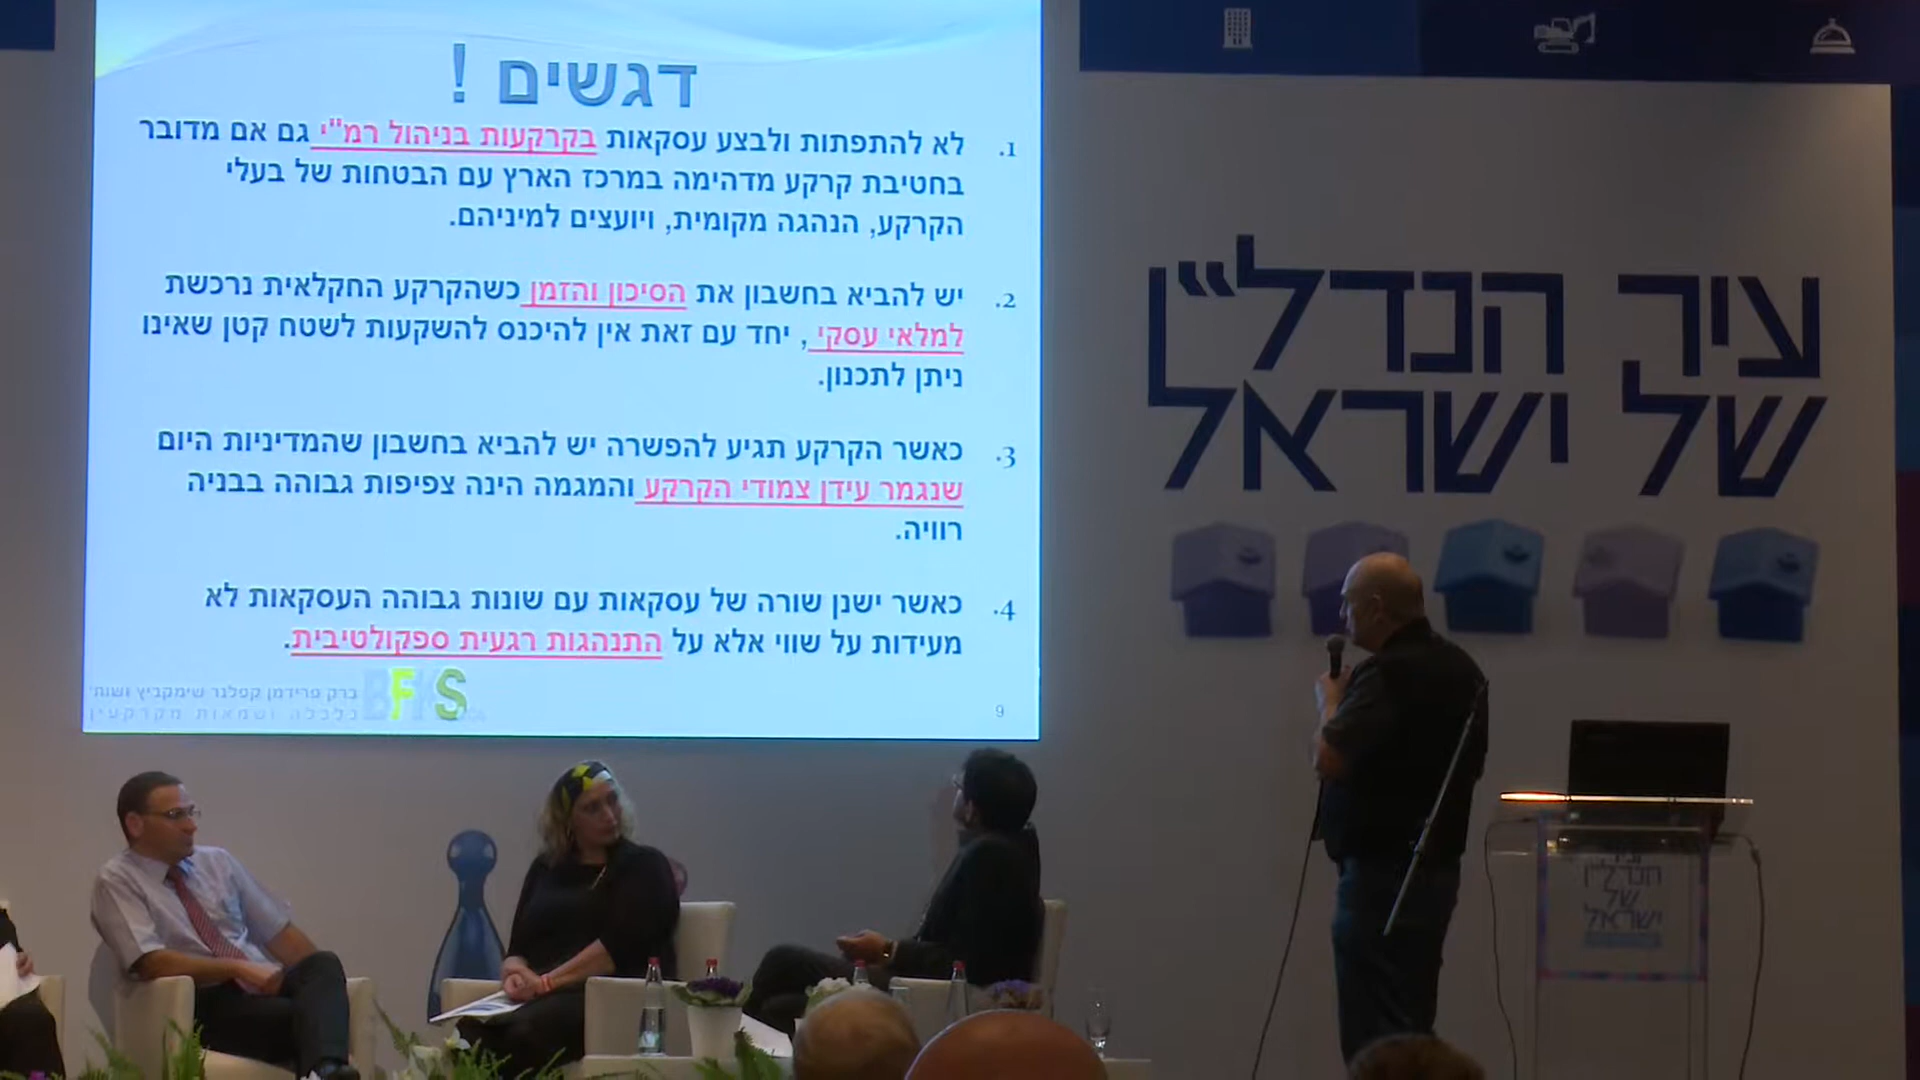 דגשים !
1. לא להתפתות ולבצע עסקאות בקרקעות בניהול רמ"י גם אם מדובר
בחטיבת קרקע מדהימה במרכז הארץ עם הבטחות של בעלי
הקרקע, הנהגה מקומית, ויועצים למיניהם.
2. יש להביא בחשבון את הסיכון והזמן כשהקרקע החקלאית נרכשת
למלאי עסקי , יחד עם זאת אין להיכנס להשקעות לשטח קטן שאינו
ניתן לתכנון.
3. כאשר הקרקע תגיע להפשרה יש להביא בחשבון שהמדיניות היום
שנגמר עידן צמודי הקרקע והמגמה הינה צפיפות גבוהה בבניה
רוויה.
4. כאשר ישנן שורה של עסקאות עם שונות גבוהה העסקאות לא
מעידות על שווי אלא על התנהגות רגעית ספקולטיבית.
BFKS
ברק פרידמן קפלנר שימקביץ ושות'
כלכלה ושמאות מקרקעין
9
עיר הנדל"ן
של ישראל
עיר
הנדל"ן
של
ישראל